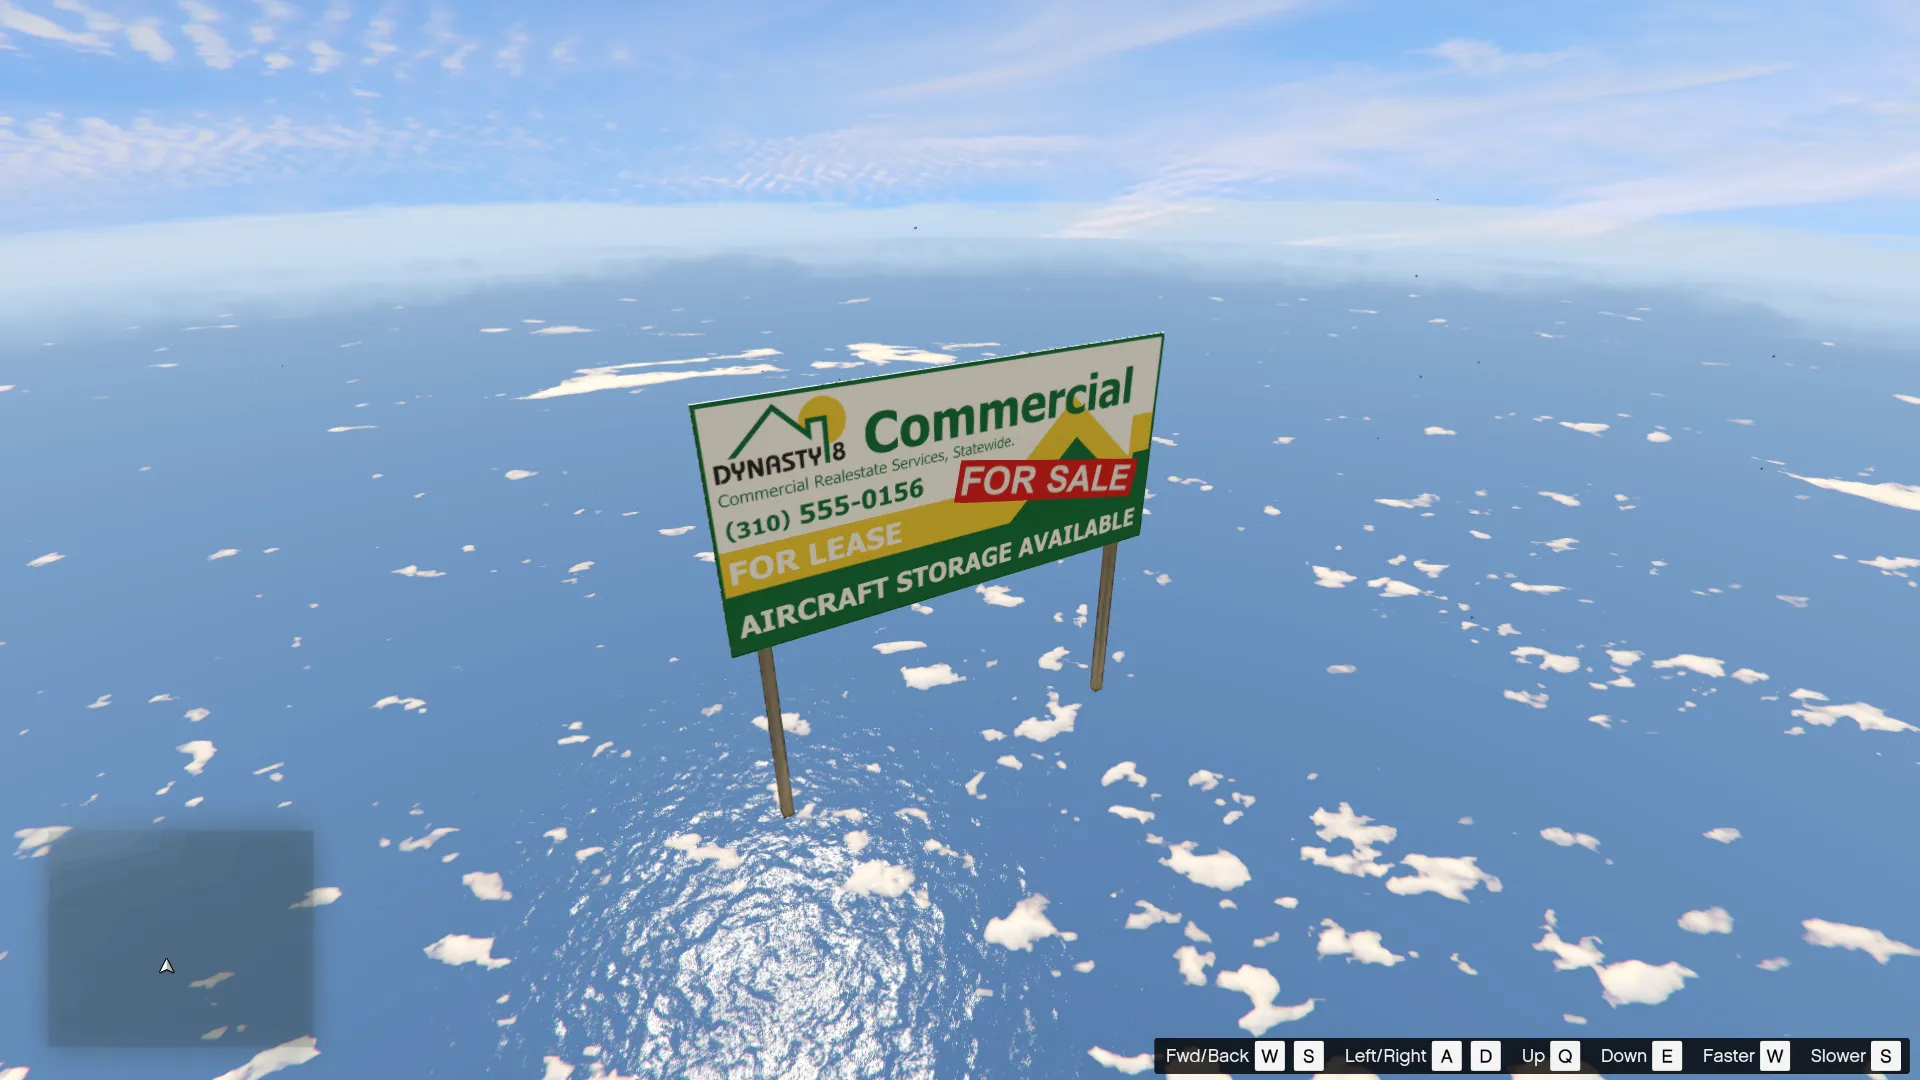 DYNASTY 8
Commercial
Commercial Realestate Services, Statewide.
(310) 555-0156
FOR SALE
FOR LEASE
AIRCRAFT STORAGE AVAILABLE
Fwd/Back W S Left/Right A D Up Q Down E Faster W Slower S